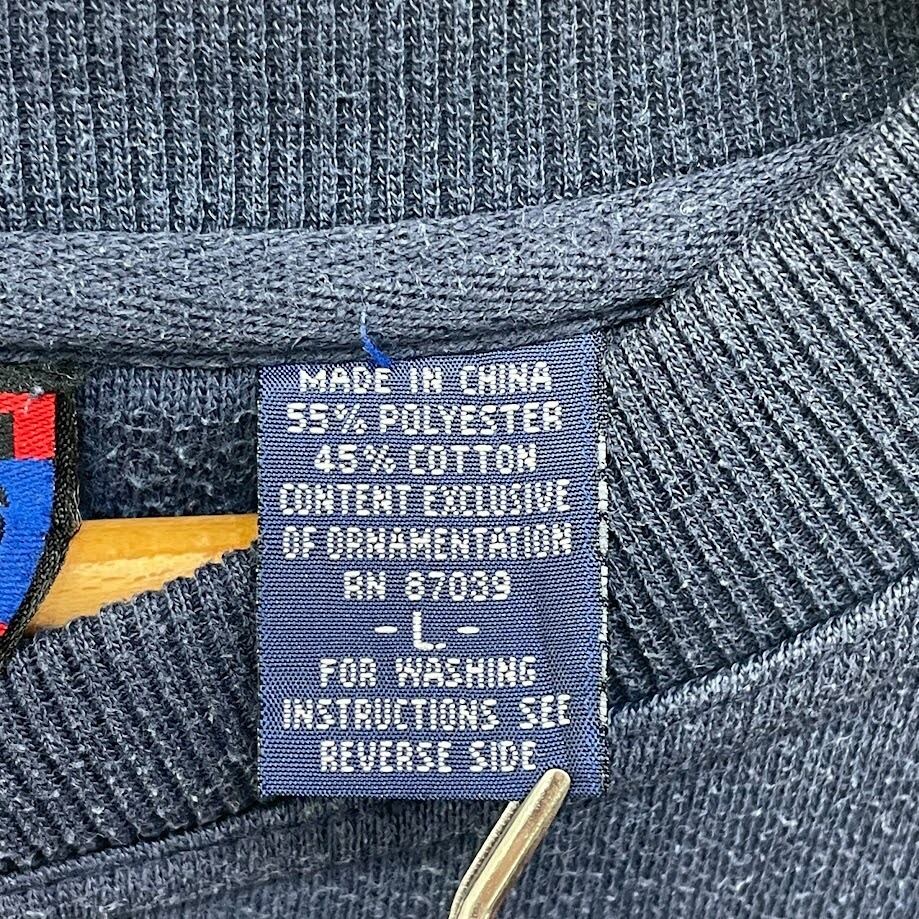 MADE IN CHINA
55% POLYESTER
45% COTTON
CONTENT EXCLUSIVE
OF ORNAMENTATION
RN 87039
- L -
FOR WASHING
INSTRUCTIONS SEE
REVERSE SIDE